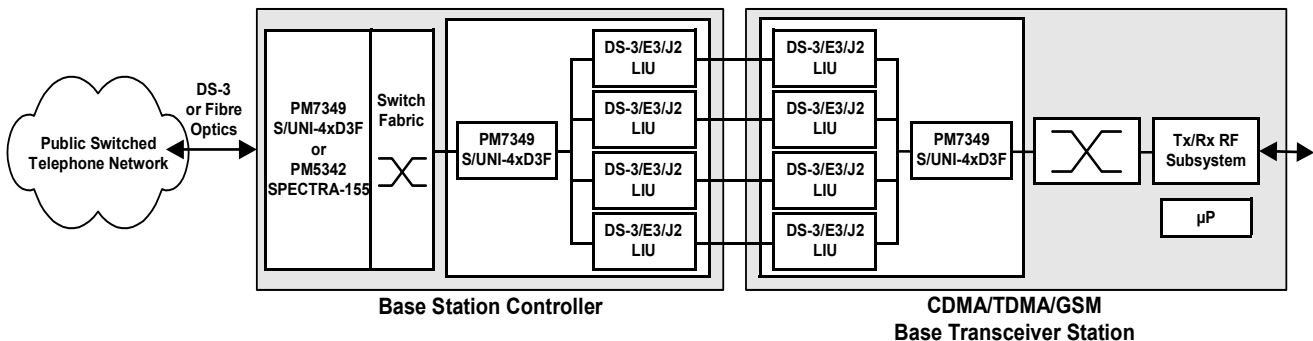 Public Switched
Telephone Network
DS-3
or Fibre
Optics
PM7349
S/UNI-4xD3F
or
PM5342
SPECTRA-155
Switch
Fabric
PM7349
S/UNI-4xD3F
DS-3/E3/J2
LIU
DS-3/E3/J2
LIU
DS-3/E3/J2
LIU
DS-3/E3/J2
LIU
Base Station Controller
DS-3/E3/J2
LIU
DS-3/E3/J2
LIU
DS-3/E3/J2
LIU
DS-3/E3/J2
LIU
PM7349
S/UNI-4xD3F
Tx/Rx RF
Subsystem
µP
CDMA/TDMA/GSM
Base Transceiver Station